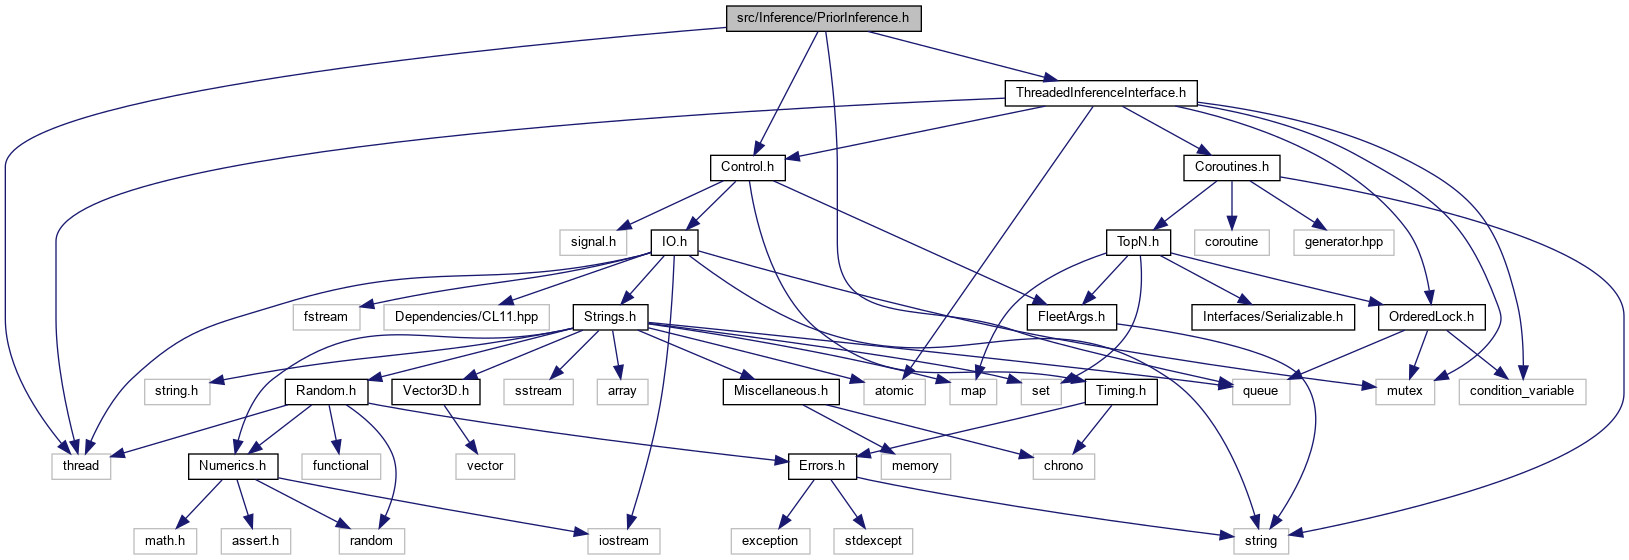 src/Inference/PriorInference.h
ThreadedInferenceInterface.h
Control.h
Coroutines.h
signal.h
IO.h
TopN.h
coroutine
generator.hpp
fstream
Dependencies/CL11.hpp
Strings.h
FleetArgs.h
Interfaces/Serializable.h
OrderedLock.h
string.h
Random.h
Vector3D.h
sstream
array
Miscellaneous.h
atomic
map
set
Timing.h
queue
mutex
condition_variable
thread
Numerics.h
functional
vector
Errors.h
memory
chrono
math.h
assert.h
random
iostream
exception
stdexcept
string